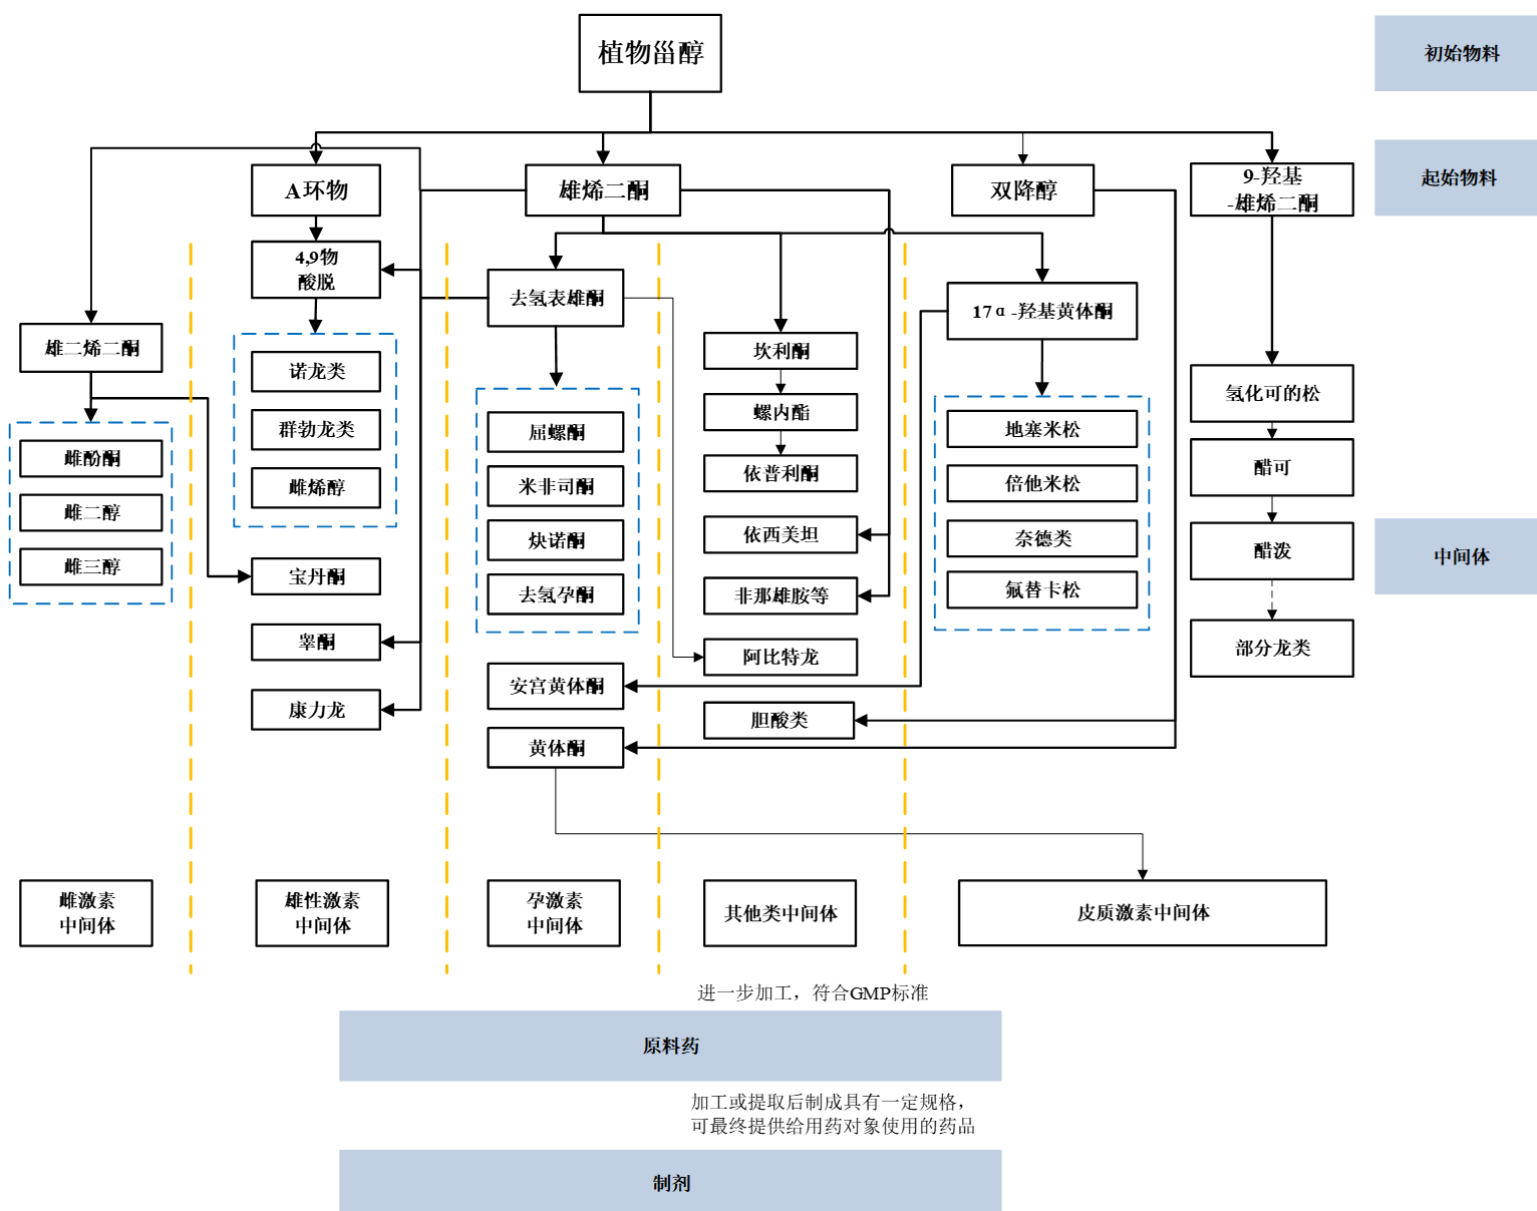 植物甾醇
初始物料
A环物
雄烯二酮
双降醇
9-羟基
-雄烯二酮
起始物料
4,9物
酸脱
去氢表雄酮
17α-羟基黄体酮
雄二烯二酮
诺龙类
群勃龙类
雌烯醇
坎利酮
螺内酯
依普利酮
氢化可的松
醋可
醋泼
部分龙类
雌酚酮
雌二醇
雌三醇
屈螺酮
米非司酮
炔诺酮
去氢孕酮
地塞米松
倍他米松
奈德类
氟替卡松
依西美坦
非那雄胺等
阿比特龙
胆酸类
中间体
宝丹酮
睾酮
康力龙
安宫黄体酮
黄体酮
雌激素
中间体
雄性激素
中间体
孕激素
中间体
其他类中间体
皮质激素中间体
进一步加工，符合GMP标准
原料药
加工或提取后制成具有一定规格，
可最终提供给用药对象使用的药品
制剂